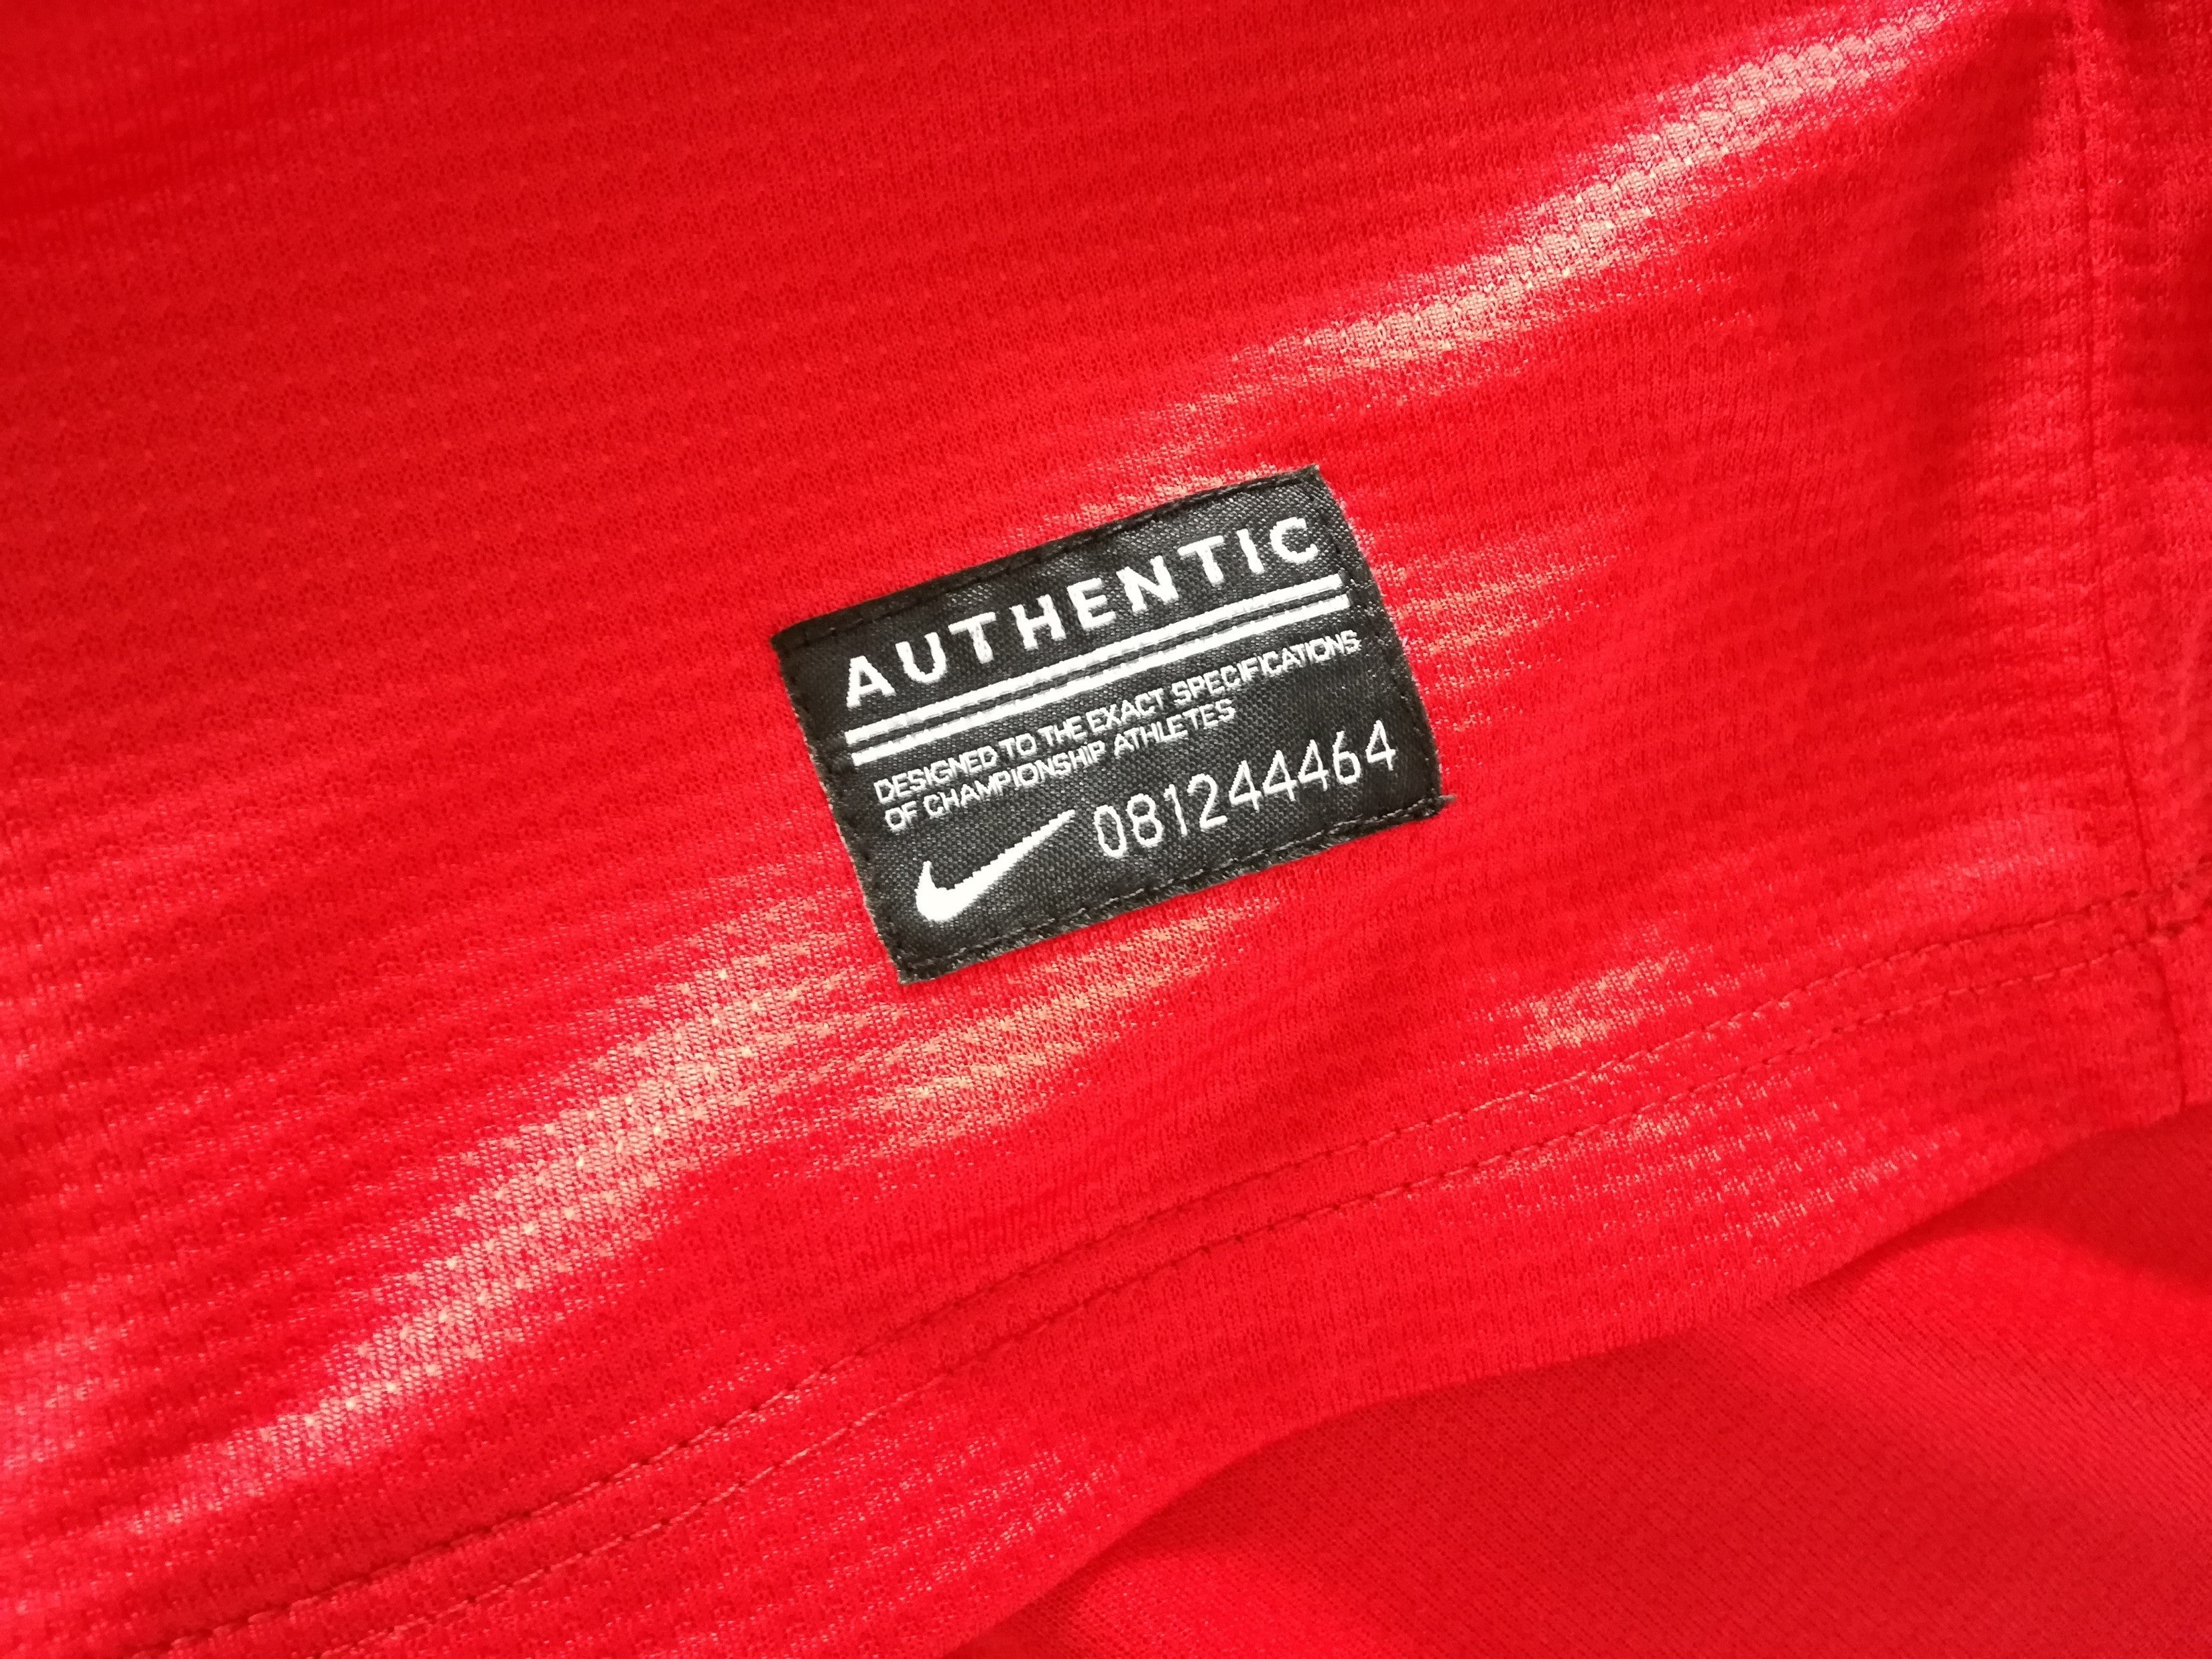 AUTHENTIC
DESIGNED TO THE EXACT SPECIFICATIONS
OF CHAMPIONSHIP ATHLETES
081244464